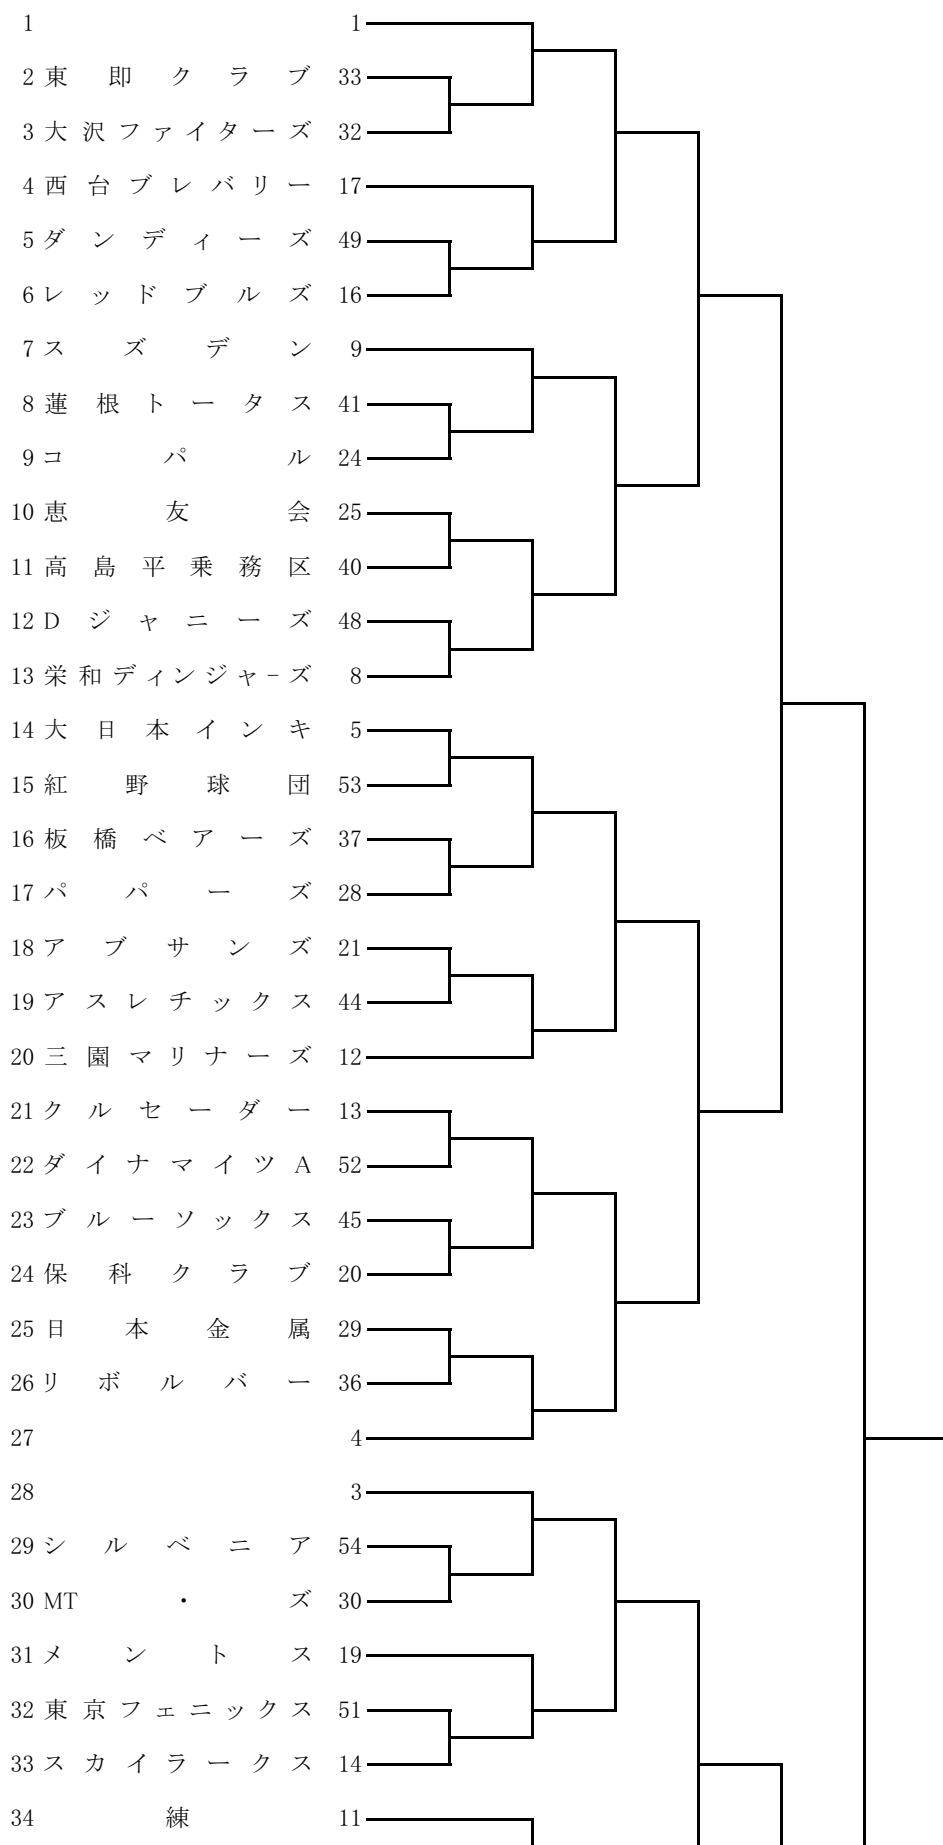 1 1
2 東即クラブ 33
3 大沢ファイターズ 32
4 西台ブレバリー 17
5 ダンディーズ 49
6 レッドブルズ 16
7 スズデン 9
8 蓮根トータス 41
9 コパル 24
10 恵友会 25
11 高島平乗務区 40
12 Dジャニーズ 48
13 栄和ディンジャ-ズ 8
14 大日本インキ 5
15 紅野球団 53
16 板橋ベアーズ 37
17 パパーズ 28
18 アブサンズ 21
19 アスレチックス 44
20 三園マリナーズ 12
21 クルセーダー 13
22 ダイナマイツA 52
23 ブルーソックス 45
24 保科クラブ 20
25 日本金属 29
26 リボルバー 36
27 4
28 3
29 シルベニア 54
30 MT・ズ 30
31 メントス 19
32 東京フェニックス 51
33 スカイラークス 14
34 練 11